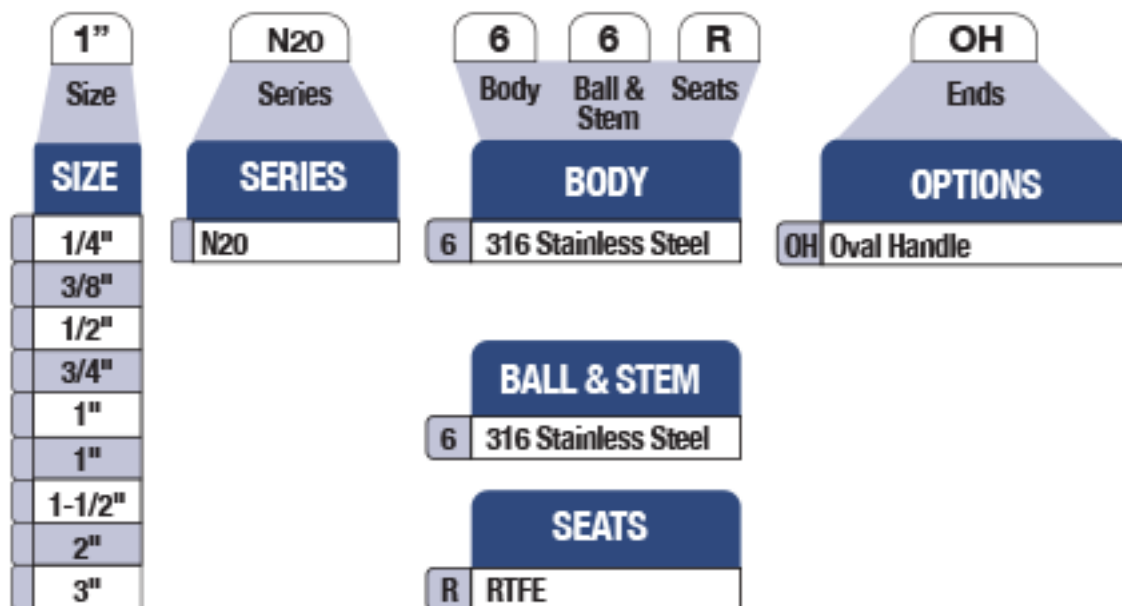 1” N20 6 6 R OH
Size Series Body Ball & Stem Seats Ends
SIZE SERIES BODY OPTIONS
1/4" N20 6 316 Stainless Steel OH Oval Handle
3/8"
1/2"
3/4"
BALL & STEM
1" 6 316 Stainless Steel
1"
1-1/2"
SEATS
2"
3" R RTFE